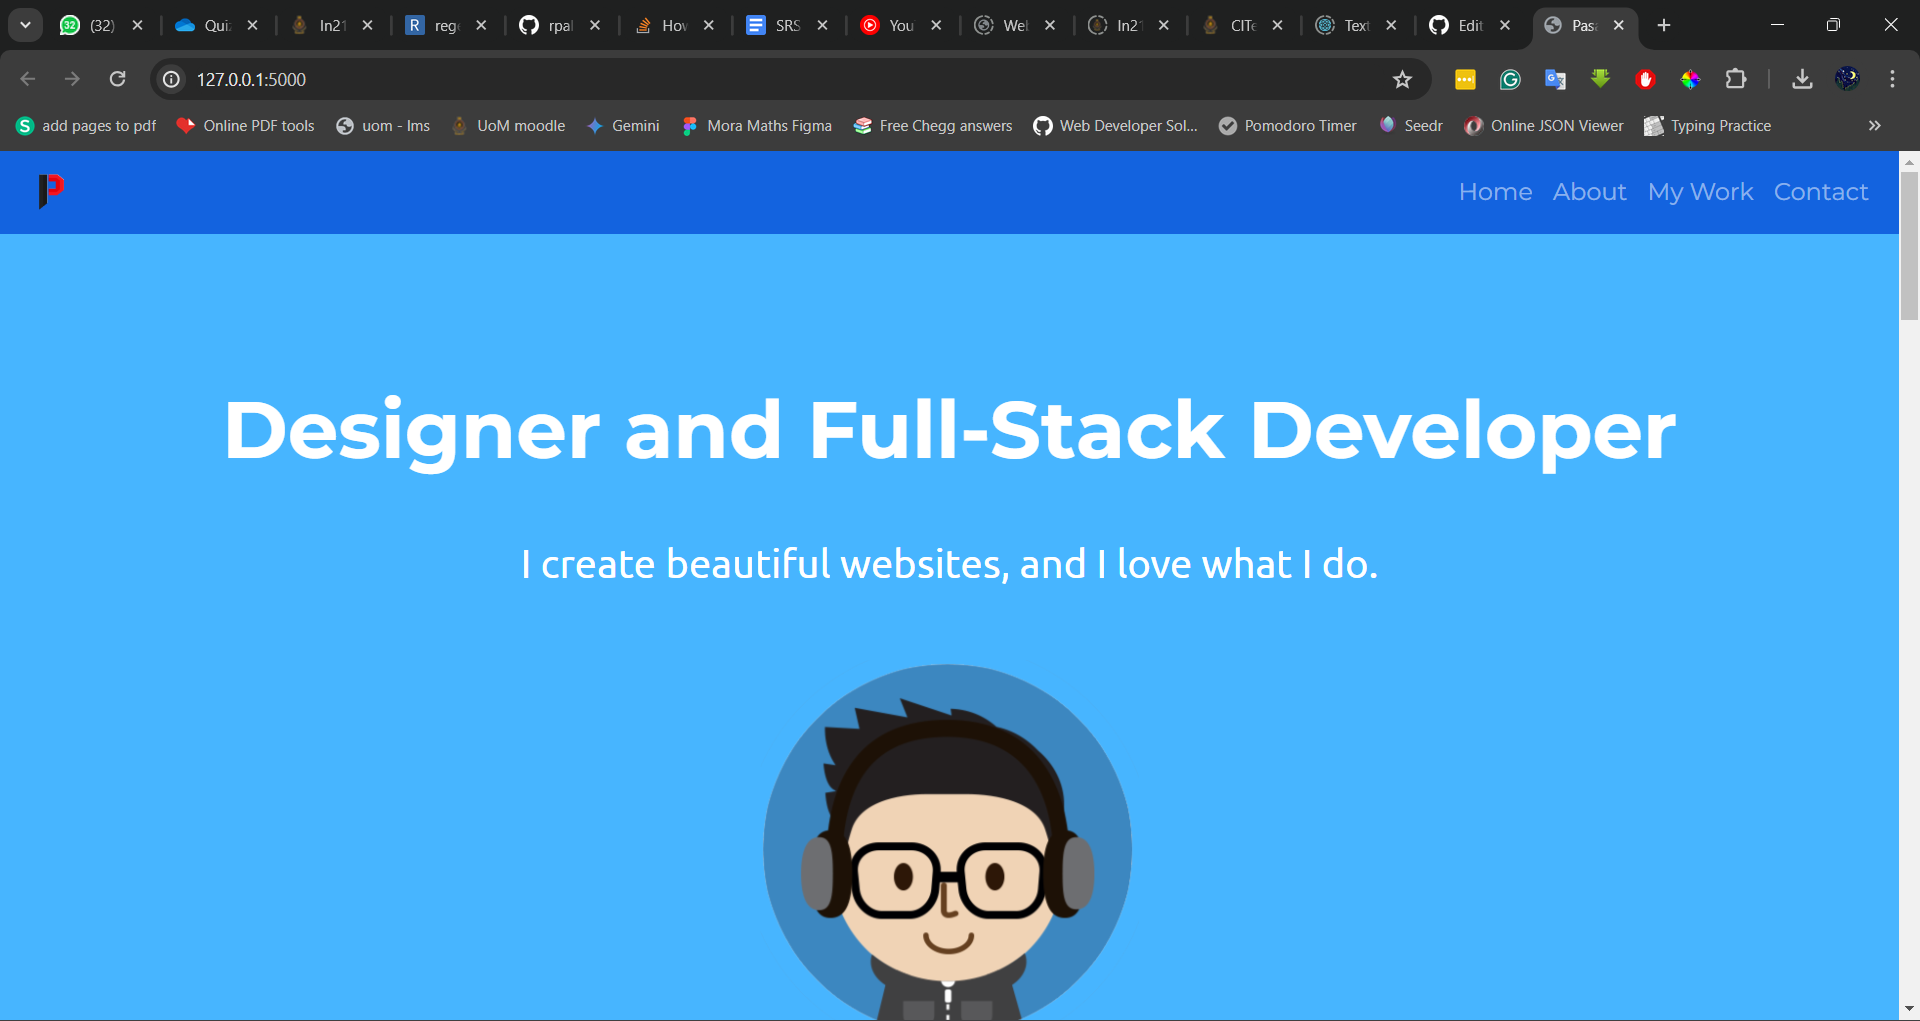 32 (32) Qui In21 R reg rpal How SRS You Wel In21 CITe Text Edit Pasa
127.0.0.1:5000
S add pages to pdf Online PDF tools uom - lms UoM moodle Gemini Mora Maths Figma Free Chegg answers Web Developer Sol... Pomodoro Timer Seedr Online JSON Viewer Typing Practice
P Home About My Work Contact
Designer and Full-Stack Developer
I create beautiful websites, and I love what I do.